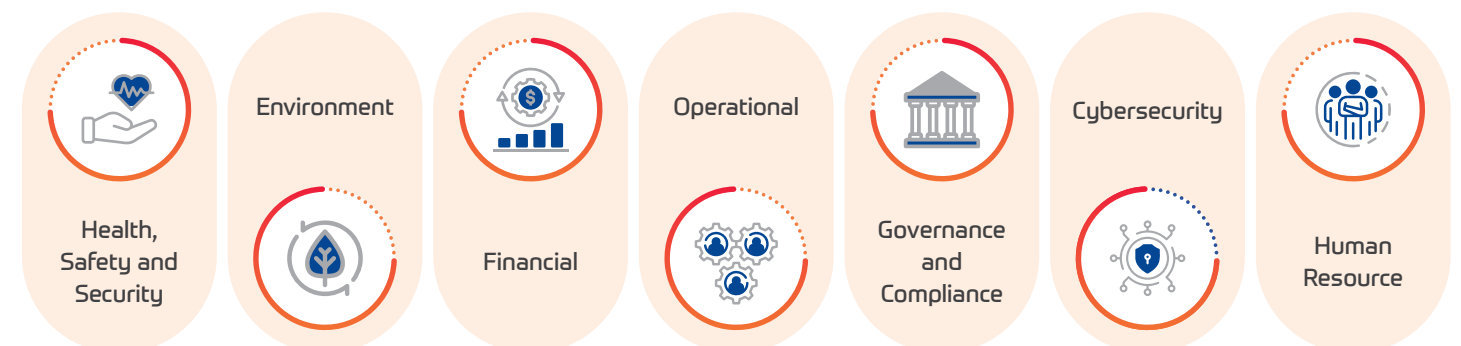 Health,
Safety and
Security
Environment
$
Financial
Operational
Governance
and
Compliance
Cybersecurity
Human
Resource